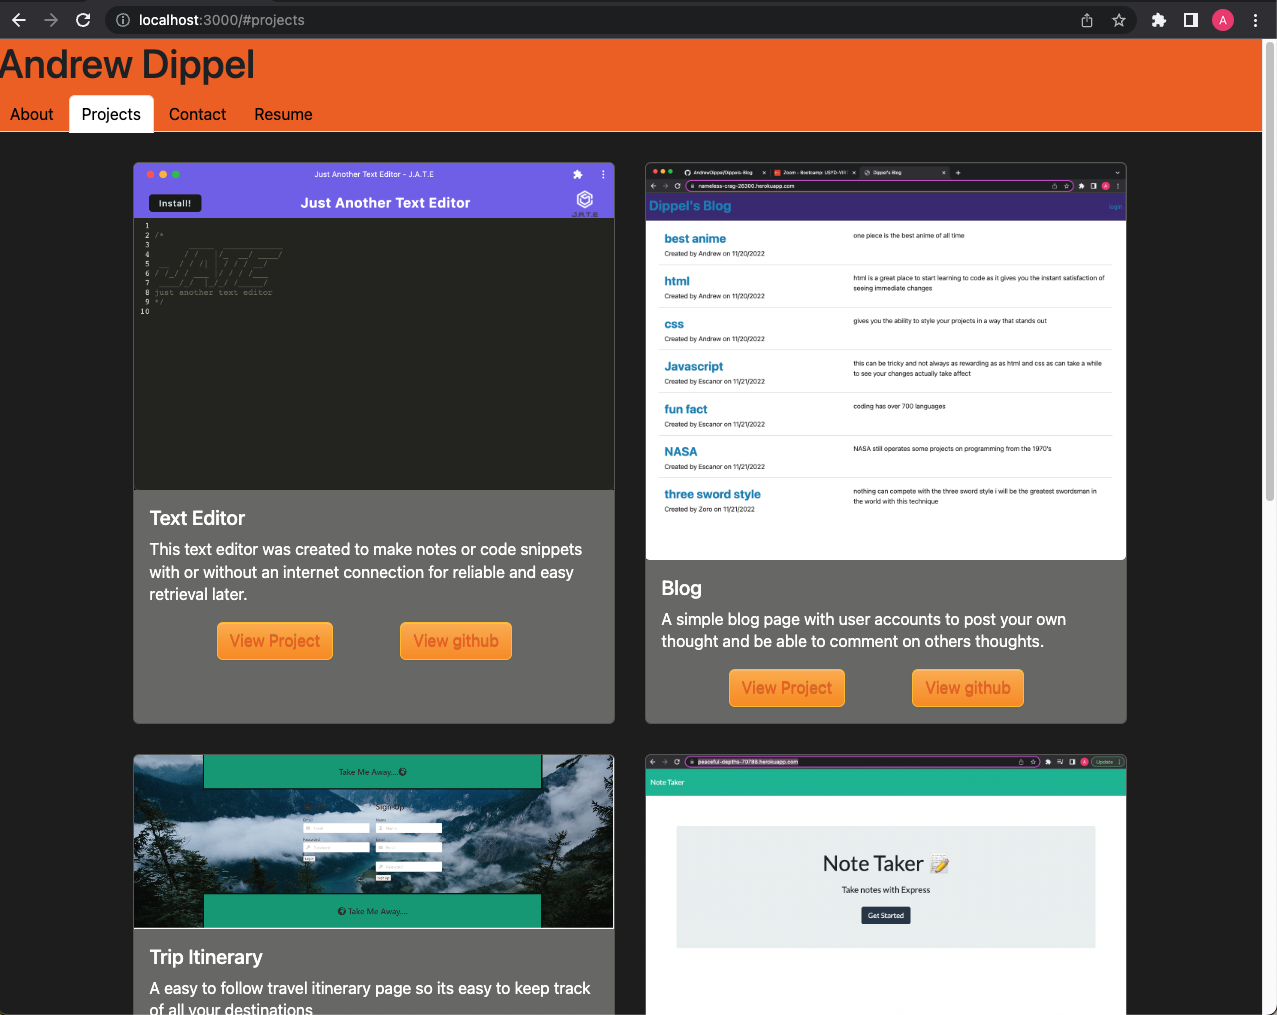 localhost:3000/#projects
A
Andrew Dippel
About
Projects
Contact
Resume
Just Another Text Editor - J.A.T.E
Install!
Just Another Text Editor
J.A.T.E
1
2 /*
3
4
5
6
7
8 just another text editor
9 */
10
Text Editor
This text editor was created to make notes or code snippets
with or without an internet connection for reliable and easy
retrieval later.
View Project
View github
AndrewDippel/Dippels-Blog
Dippel's Blog
nameless-crag-26300.herokuapp.com
Dippel's Blog
login
best anime
Created by Andrew on 11/20/2022
one piece is the best anime of all time
html
Created by Andrew on 11/20/2022
html is a great place to start learning to code as it gives you the instant satisfaction of
seeing immediate changes
css
Created by Andrew on 11/20/2022
gives you the ability to style your projects in a way that stands out
Javascript
Created by Escanor on 11/21/2022
this can be tricky and not always as rewarding as as html and css as can take a while
to see your changes actually take affect
fun fact
Created by Escanor on 11/21/2022
coding has over 700 languages
NASA
Created by Escanor on 11/21/2022
NASA still operates some projects on programming from the 1970's
three sword style
Created by Zoro on 11/21/2022
nothing can compete with the three sword style i will be the greatest swordsman in
the world with this technique
Blog
A simple blog page with user accounts to post your own
thought and be able to comment on others thoughts.
View Project
View github
Take Me Away....
Sign Up
Take Me Away....
Trip Itinerary
A easy to follow travel itinerary page so its easy to keep track
of all your destinations
peaceful-depths-70788.herokuapp.com
Update
Note Taker
Note Taker
Take notes with Express
Get Started